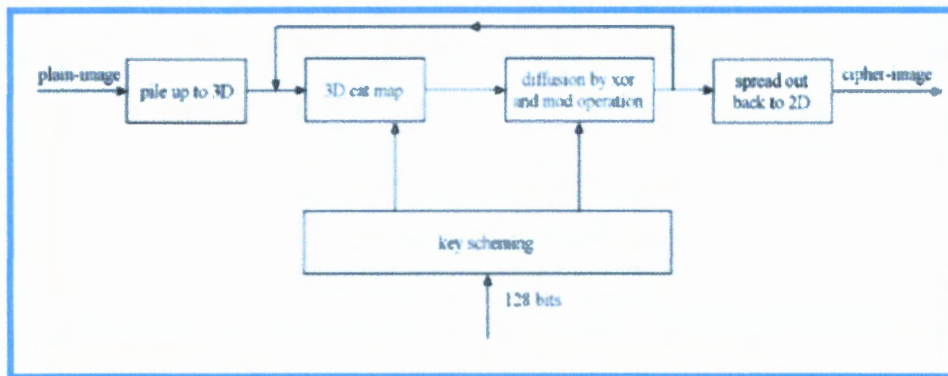 plain-image
pile up to 3D
3D cat map
diffusion by xor
and mod operation
spread out
back to 2D
cipher-image
key scheming
128 bits